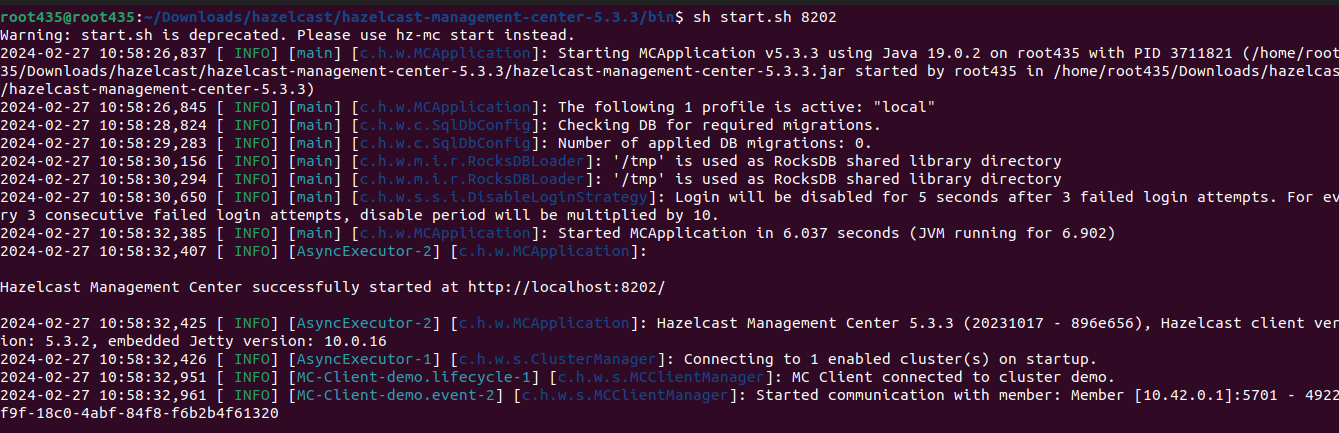 root435@root435:~/Downloads/hazelcast/hazelcast-management-center-5.3.3/bin$ sh start.sh 8202
Warning: start.sh is deprecated. Please use hz-mc start instead.
2024-02-27 10:58:26,837 [ INFO] [main] [c.h.w.MCApplication]: Starting MCApplication v5.3.3 using Java 19.0.2 on root435 with PID 3711821 (/home/root
35/Downloads/hazelcast/hazelcast-management-center-5.3.3/hazelcast-management-center-5.3.3.jar started by root435 in /home/root435/Downloads/hazelcas
/hazelcast-management-center-5.3.3)
2024-02-27 10:58:26,845 [ INFO] [main] [c.h.w.MCApplication]: The following 1 profile is active: "local"
2024-02-27 10:58:28,824 [ INFO] [main] [c.h.w.c.SqlDbConfig]: Checking DB for required migrations.
2024-02-27 10:58:29,283 [ INFO] [main] [c.h.w.c.SqlDbConfig]: Number of applied DB migrations: 0.
2024-02-27 10:58:30,156 [ INFO] [main] [c.h.w.m.i.r.RocksDBLoader]: '/tmp' is used as RocksDB shared library directory
2024-02-27 10:58:30,294 [ INFO] [main] [c.h.w.m.i.r.RocksDBLoader]: '/tmp' is used as RocksDB shared library directory
2024-02-27 10:58:30,650 [ INFO] [main] [c.h.w.s.s.i.DisableLoginStrategy]: Login will be disabled for 5 seconds after 3 failed login attempts. For ev
ry 3 consecutive failed login attempts, disable period will be multiplied by 10.
2024-02-27 10:58:32,385 [ INFO] [main] [c.h.w.MCApplication]: Started MCApplication in 6.037 seconds (JVM running for 6.902)
2024-02-27 10:58:32,407 [ INFO] [AsyncExecutor-2] [c.h.w.MCApplication]:
Hazelcast Management Center successfully started at http://localhost:8202/
2024-02-27 10:58:32,425 [ INFO] [AsyncExecutor-2] [c.h.w.MCApplication]: Hazelcast Management Center 5.3.3 (20231017 - 896e656), Hazelcast client ver
ion: 5.3.2, embedded Jetty version: 10.0.16
2024-02-27 10:58:32,426 [ INFO] [AsyncExecutor-1] [c.h.w.s.ClusterManager]: Connecting to 1 enabled cluster(s) on startup.
2024-02-27 10:58:32,951 [ INFO] [MC-Client-demo.lifecycle-1] [c.h.w.s.MCClientManager]: MC Client connected to cluster demo.
2024-02-27 10:58:32,961 [ INFO] [MC-Client-demo.event-2] [c.h.w.s.MCClientManager]: Started communication with member: Member [10.42.0.1]:5701 - 4922
f9f-18c0-4abf-84f8-f6b2b4f61320